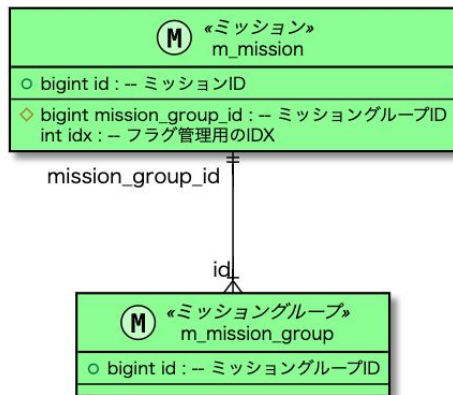 M
«ミッション»
m_mission
bigint id : -- ミッションID
bigint mission_group_id : -- ミッショングループID
int idx : -- フラグ管理用のIDX
mission_group_id
id
M
«ミッショングループ»
m_mission_group
bigint id : -- ミッショングループID